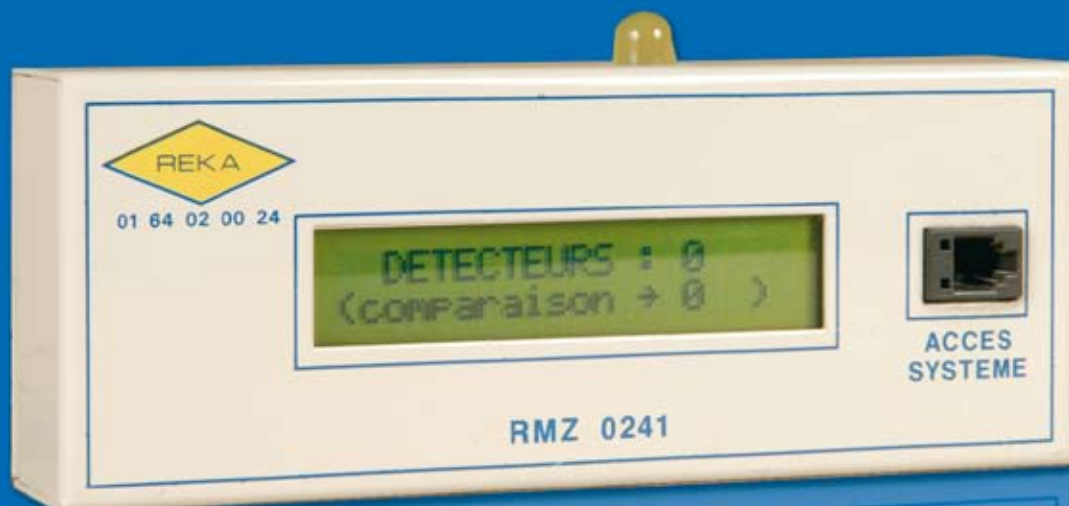 REKA
01 64 02 00 24
DETECTEURS : 0
(comparaison → 0 )
ACCES
SYSTEME
RMZ 0241